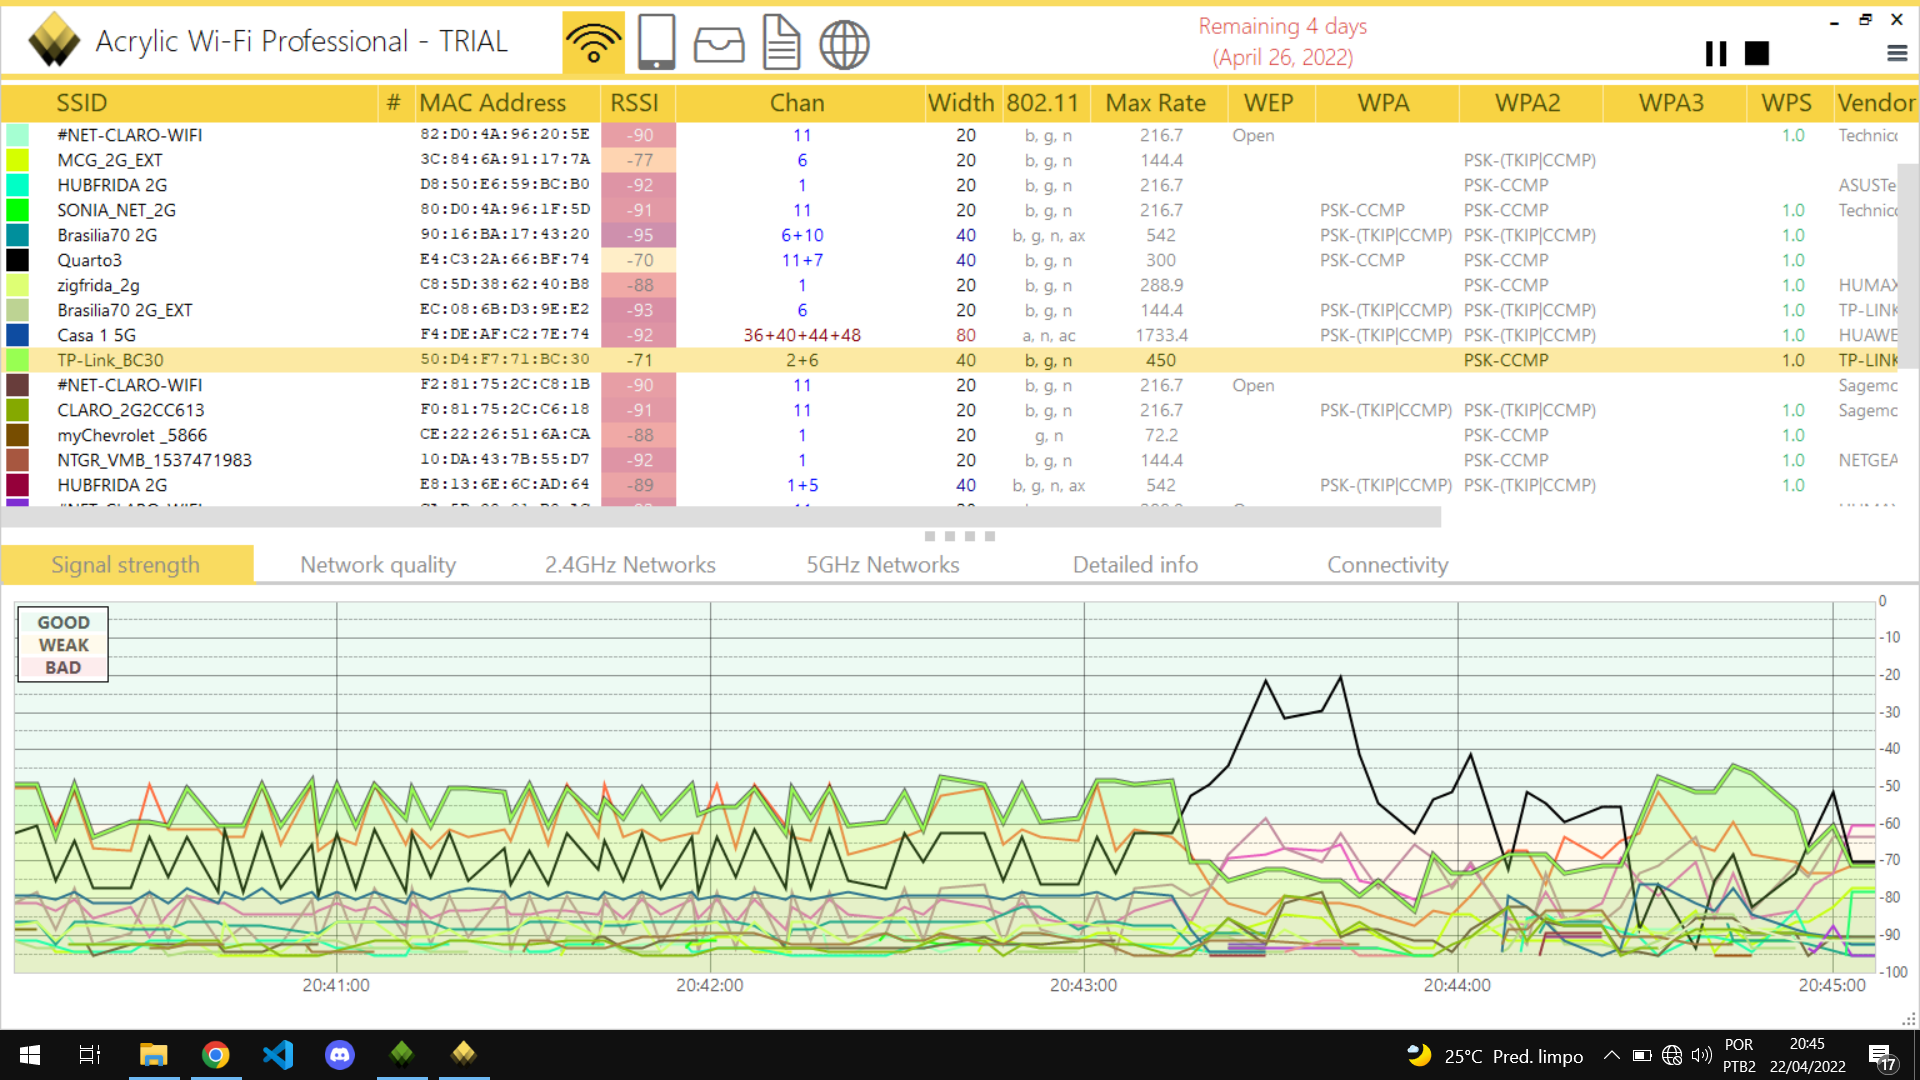 Acrylic Wi-Fi Professional - TRIAL
Remaining 4 days
(April 26, 2022)
SSID # MAC Address RSSI Chan Width 802.11 Max Rate WEP WPA WPA2 WPA3 WPS Vendor
#NET-CLARO-WIFI 82:D0:4A:96:20:5E -90 11 20 b, g, n 216.7 Open 1.0 Technicc
MCG_2G_EXT 3C:84:6A:91:17:7A -77 6 20 b, g, n 144.4 PSK-(TKIP|CCMP)
HUBFRIDA 2G D8:50:E6:59:BC:B0 -92 1 20 b, g, n 216.7 PSK-CCMP ASUSTe
SONIA_NET_2G 80:D0:4A:96:1F:5D -91 11 20 b, g, n 216.7 PSK-CCMP PSK-CCMP 1.0 Technicc
Brasilia70 2G 90:16:BA:17:43:20 -95 6+10 40 b, g, n, ax 542 PSK-(TKIP|CCMP) PSK-(TKIP|CCMP) 1.0
Quarto3 E4:C3:2A:66:BF:74 -70 11+7 40 b, g, n 300 PSK-CCMP PSK-CCMP 1.0
zigfrida_2g C8:5D:38:62:40:B8 -88 1 20 b, g, n 288.9 PSK-CCMP 1.0 HUMAX
Brasilia70 2G_EXT EC:08:6B:D3:9E:E2 -93 6 20 b, g, n 144.4 PSK-(TKIP|CCMP) PSK-(TKIP|CCMP) 1.0 TP-LINK
Casa 1 5G F4:DE:AF:C2:7E:74 -92 36+40+44+48 80 a, n, ac 1733.4 PSK-(TKIP|CCMP) PSK-(TKIP|CCMP) 1.0 HUAWE
TP-Link_BC30 50:D4:F7:71:BC:30 -71 2+6 40 b, g, n 450 PSK-CCMP 1.0 TP-LINK
#NET-CLARO-WIFI F2:81:75:2C:C8:1B -90 11 20 b, g, n 216.7 Open Sagemc
CLARO_2G2CC613 F0:81:75:2C:C6:18 -91 11 20 b, g, n 216.7 PSK-(TKIP|CCMP) PSK-(TKIP|CCMP) 1.0 Sagemc
myChevrolet _5866 CE:22:26:51:6A:CA -88 1 20 g, n 72.2 PSK-CCMP 1.0
NTGR_VMB_1537471983 10:DA:43:7B:55:D7 -92 1 20 b, g, n 144.4 PSK-CCMP 1.0 NETGEA
HUBFRIDA 2G E8:13:6E:6C:AD:64 -89 1+5 40 b, g, n, ax 542 PSK-(TKIP|CCMP) PSK-(TKIP|CCMP) 1.0
Signal strength Network quality 2.4GHz Networks 5GHz Networks Detailed info Connectivity
GOOD
WEAK
BAD
0
-10
-20
-30
-40
-50
-60
-70
-80
-90
-100
20:41:00 20:42:00 20:43:00 20:44:00 20:45:00
25°C Pred. limpo
POR
PTB2
20:45
22/04/2022
17